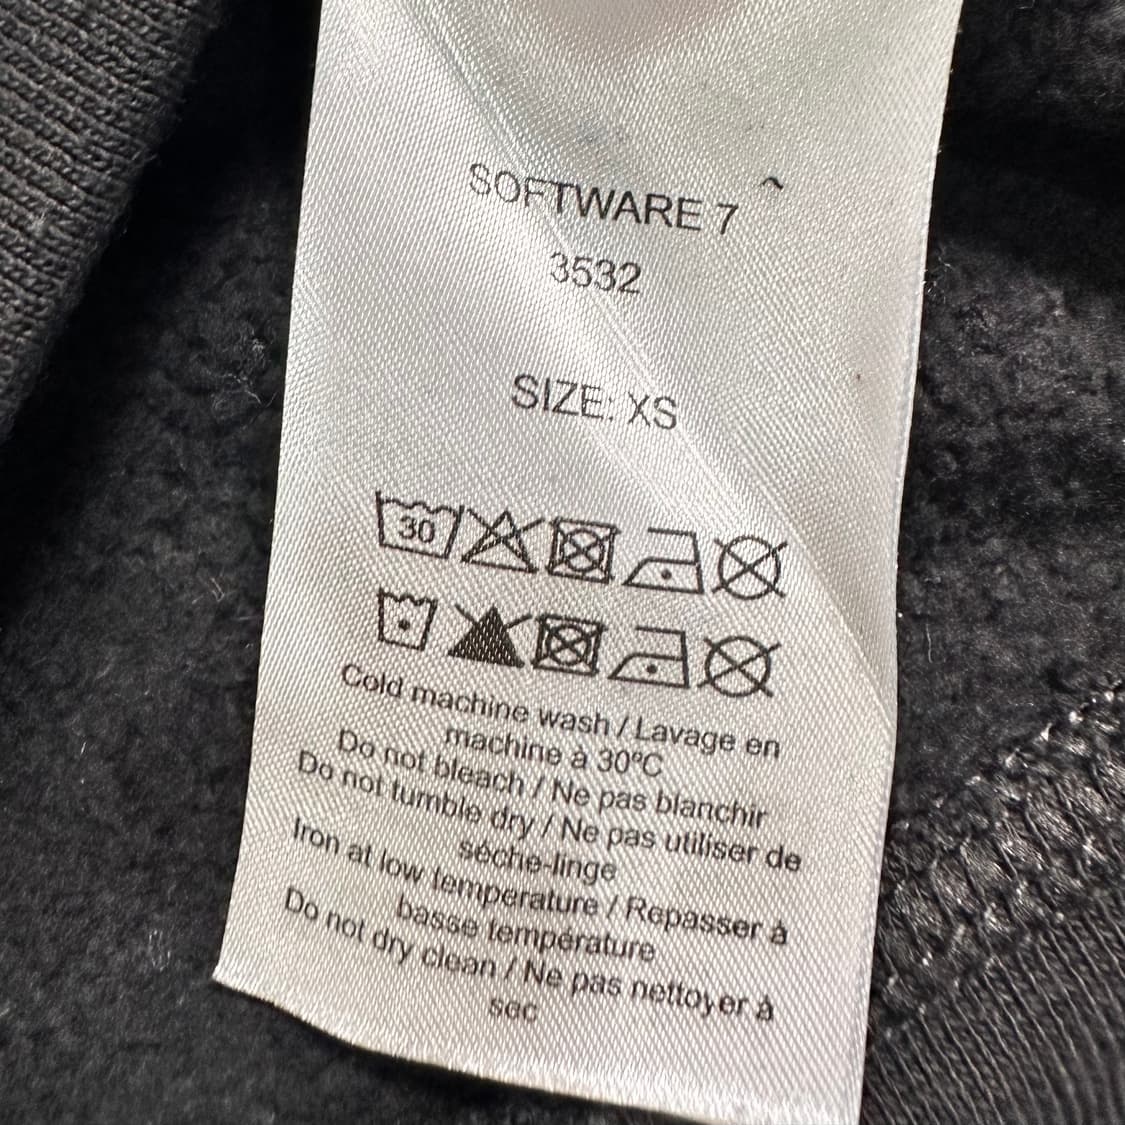 SOFTWARE 7
3532
SIZE: XS
30
Cold machine wash / Lavage en
machine à 30ºC
Do not bleach / Ne pas blanchir
Do not tumble dry / Ne pas utiliser de
séche-linge
Iron at low temperature / Repasser à
basse température
Do not dry clean / Ne pas nettoyer à
sec